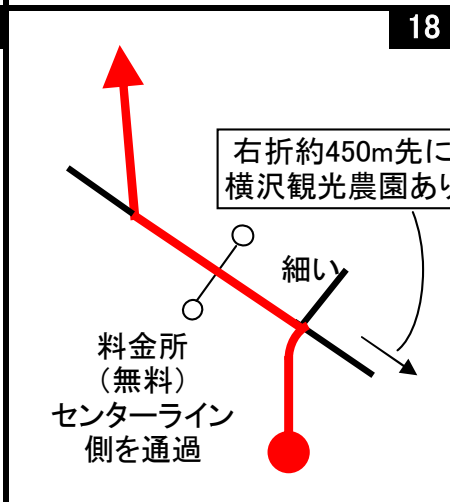 18
右折約450m先に
横沢観光農園あり
細い
料金所
（無料）
センターライン
側を通過